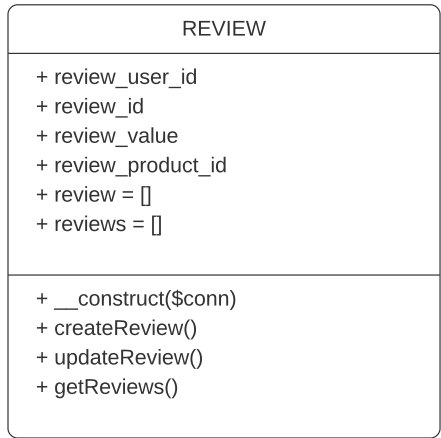 REVIEW
+ review_user_id
+ review_id
+ review_value
+ review_product_id
+ review = []
+ reviews = []
+ __construct($conn)
+ createReview()
+ updateReview()
+ getReviews()